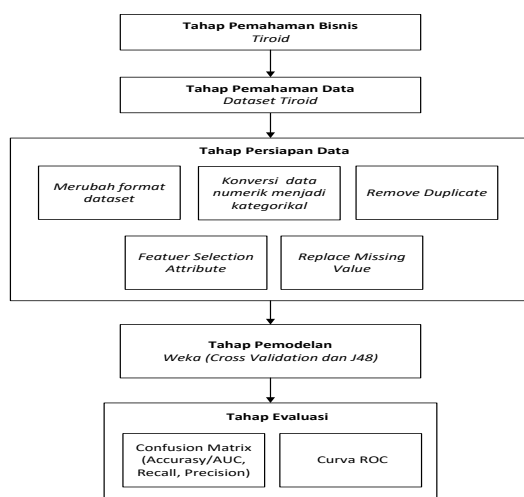 Tahap Pemahaman Bisnis
Tiroid
Tahap Pemahaman Data
Dataset Tiroid
Tahap Persiapan Data
Merubah format
dataset
Konversi data
numerik menjadi
kategorikal
Remove Duplicate
Featuer Selection
Attribute
Replace Missing
Value
Tahap Pemodelan
Weka (Cross Validation dan J48)
Tahap Evaluasi
Confusion Matrix
(Accurasy/AUC,
Recall, Precision)
Curva ROC